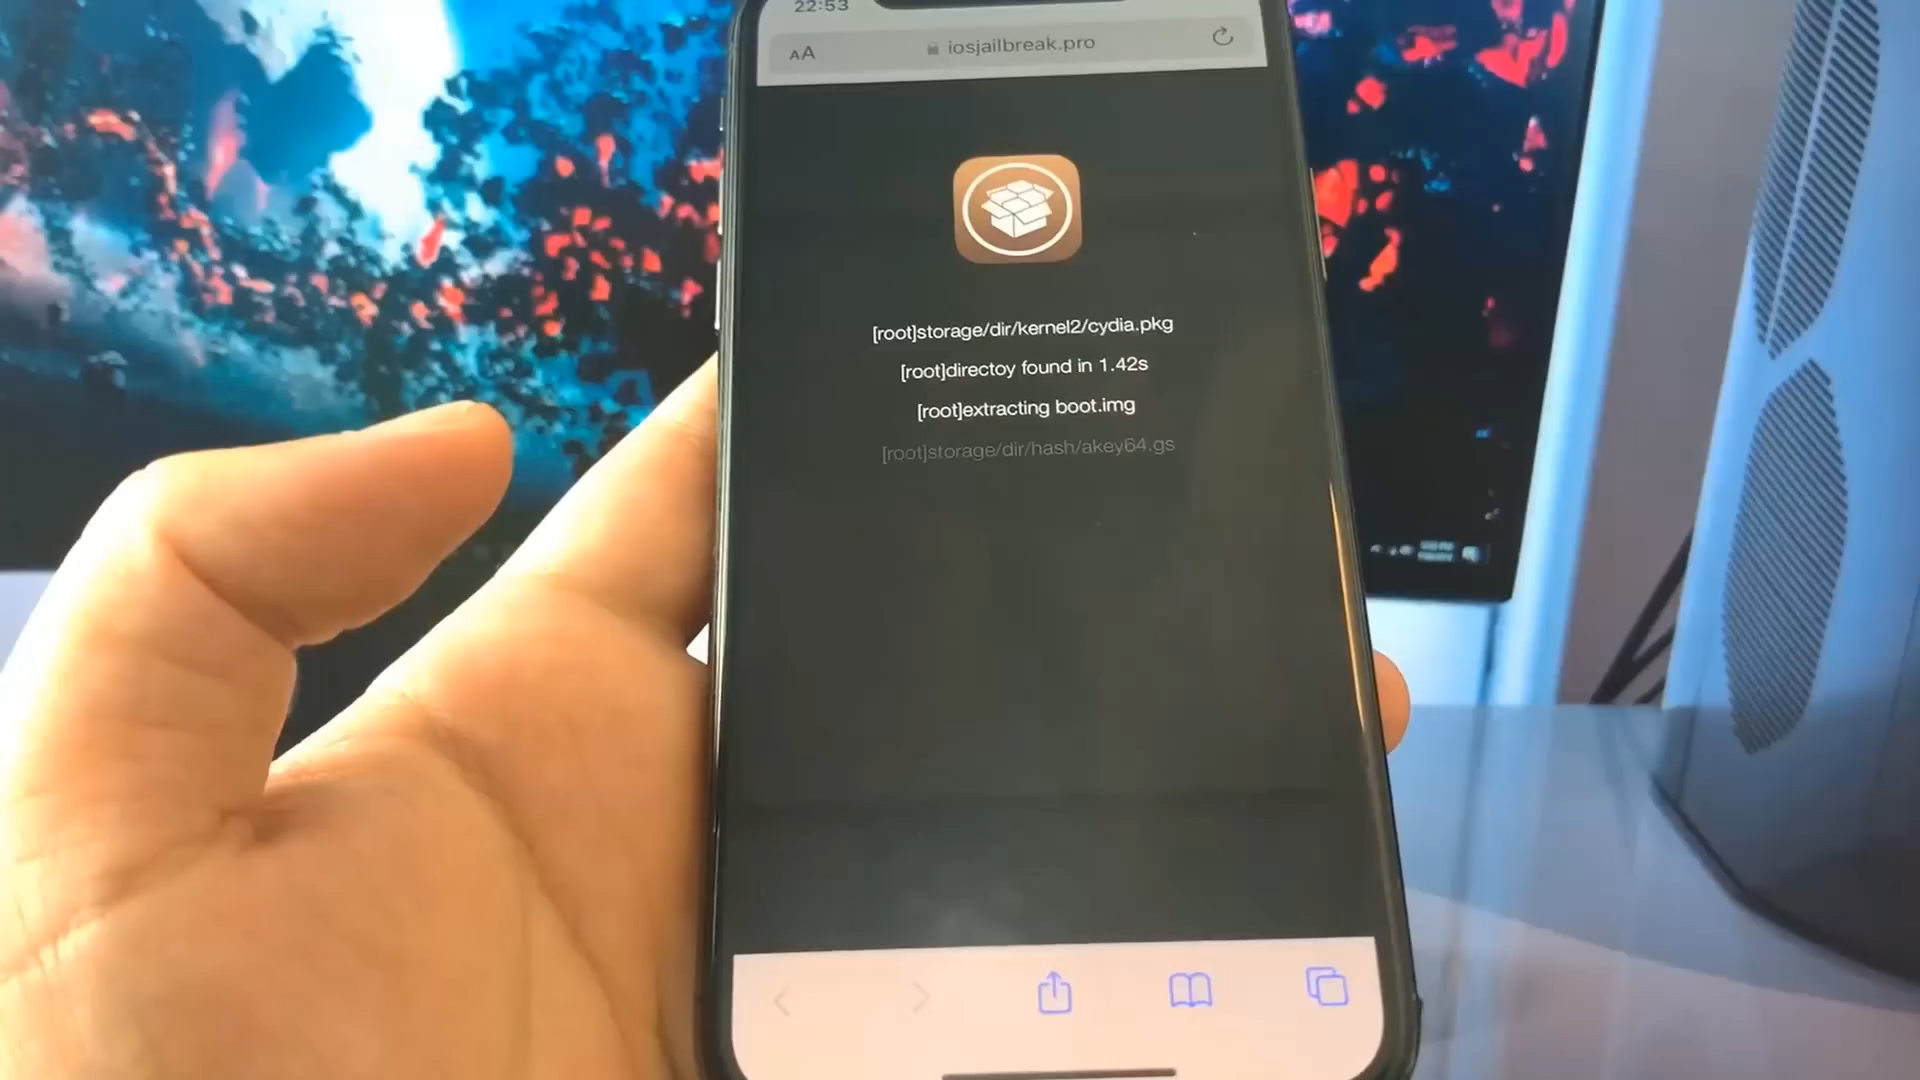 22:53
AA iosjailbreak.pro
[root]storage/dir/kernel2/cydia.pkg
[root]directoy found in 1.42s
[root]extracting boot.img
[root]storage/dir/hash/akey64.gs